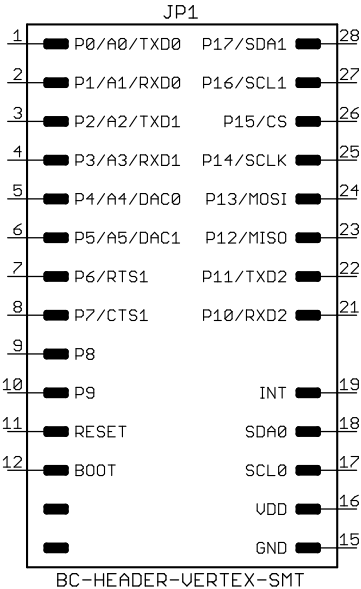 JP1
1 P0/A0/TXD0 P17/SDA1 28
2 P1/A1/RXD0 P16/SCL1 27
3 P2/A2/TXD1 P15/CS 26
4 P3/A3/RXD1 P14/SCLK 25
5 P4/A4/DAC0 P13/MOSI 24
6 P5/A5/DAC1 P12/MISO 23
7 P6/RTS1 P11/TXD2 22
8 P7/CTS1 P10/RXD2 21
9 P8
10 P9 INT 19
11 RESET SDA0 18
12 BOOT SCL0 17
VDD 16
GND 15
BC-HEADER-VERTEX-SMT